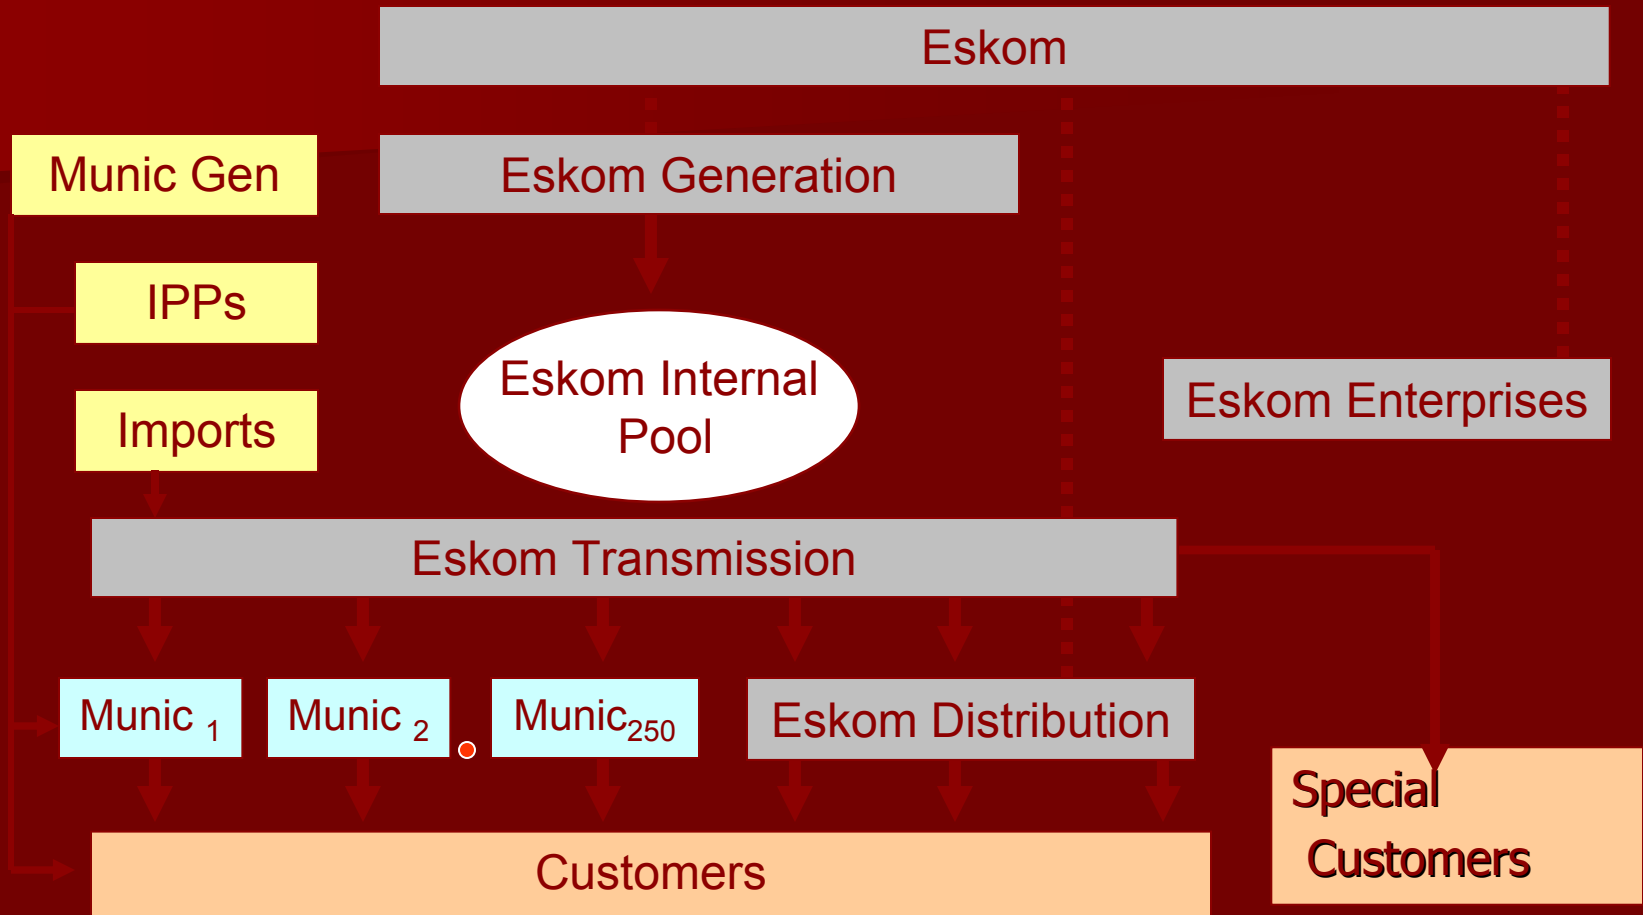 Eskom
Munic Gen
Eskom Generation
IPPs
Eskom Internal
Pool
Eskom Enterprises
Imports
Eskom Transmission
Munic 1
Munic 2
Munic250
Eskom Distribution
Special
Customers
Customers